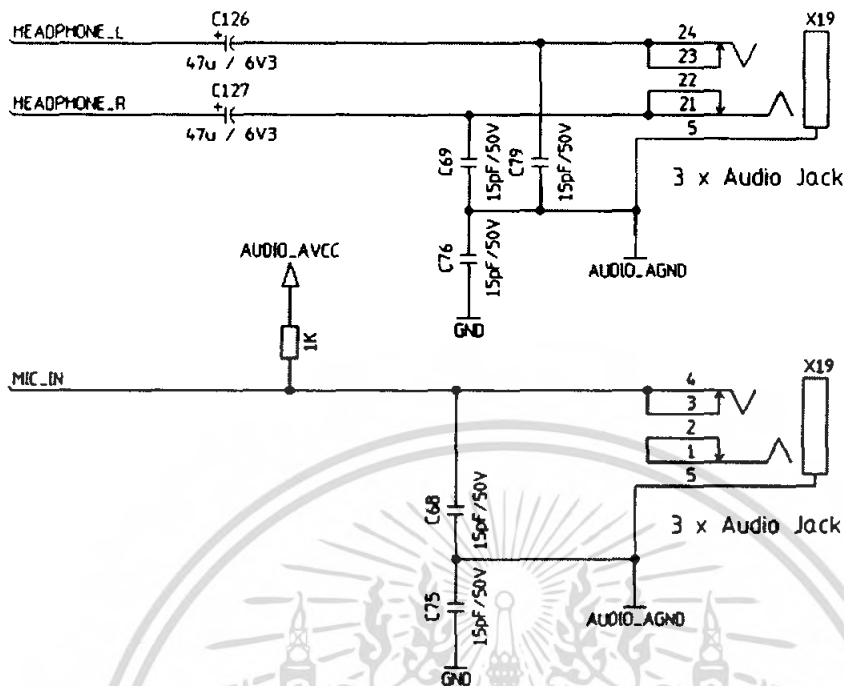 C126
X19
HEADPHONE_L
+
24
47u / 6V3
23
C127
22
HEADPHONE_R
+
21
47u / 6V3
5
C69
15pF/50V
C79
15pF/50V
3 x Audio Jack
C76
15pF/50V
AUDIO_AVCC
AUDIO_AGND
GND
1K
X19
MIC_IN
4
3
2
1
5
C68
15pF/50V
3 x Audio Jack
C75
15pF/50V
AUDIO_AGND
GND